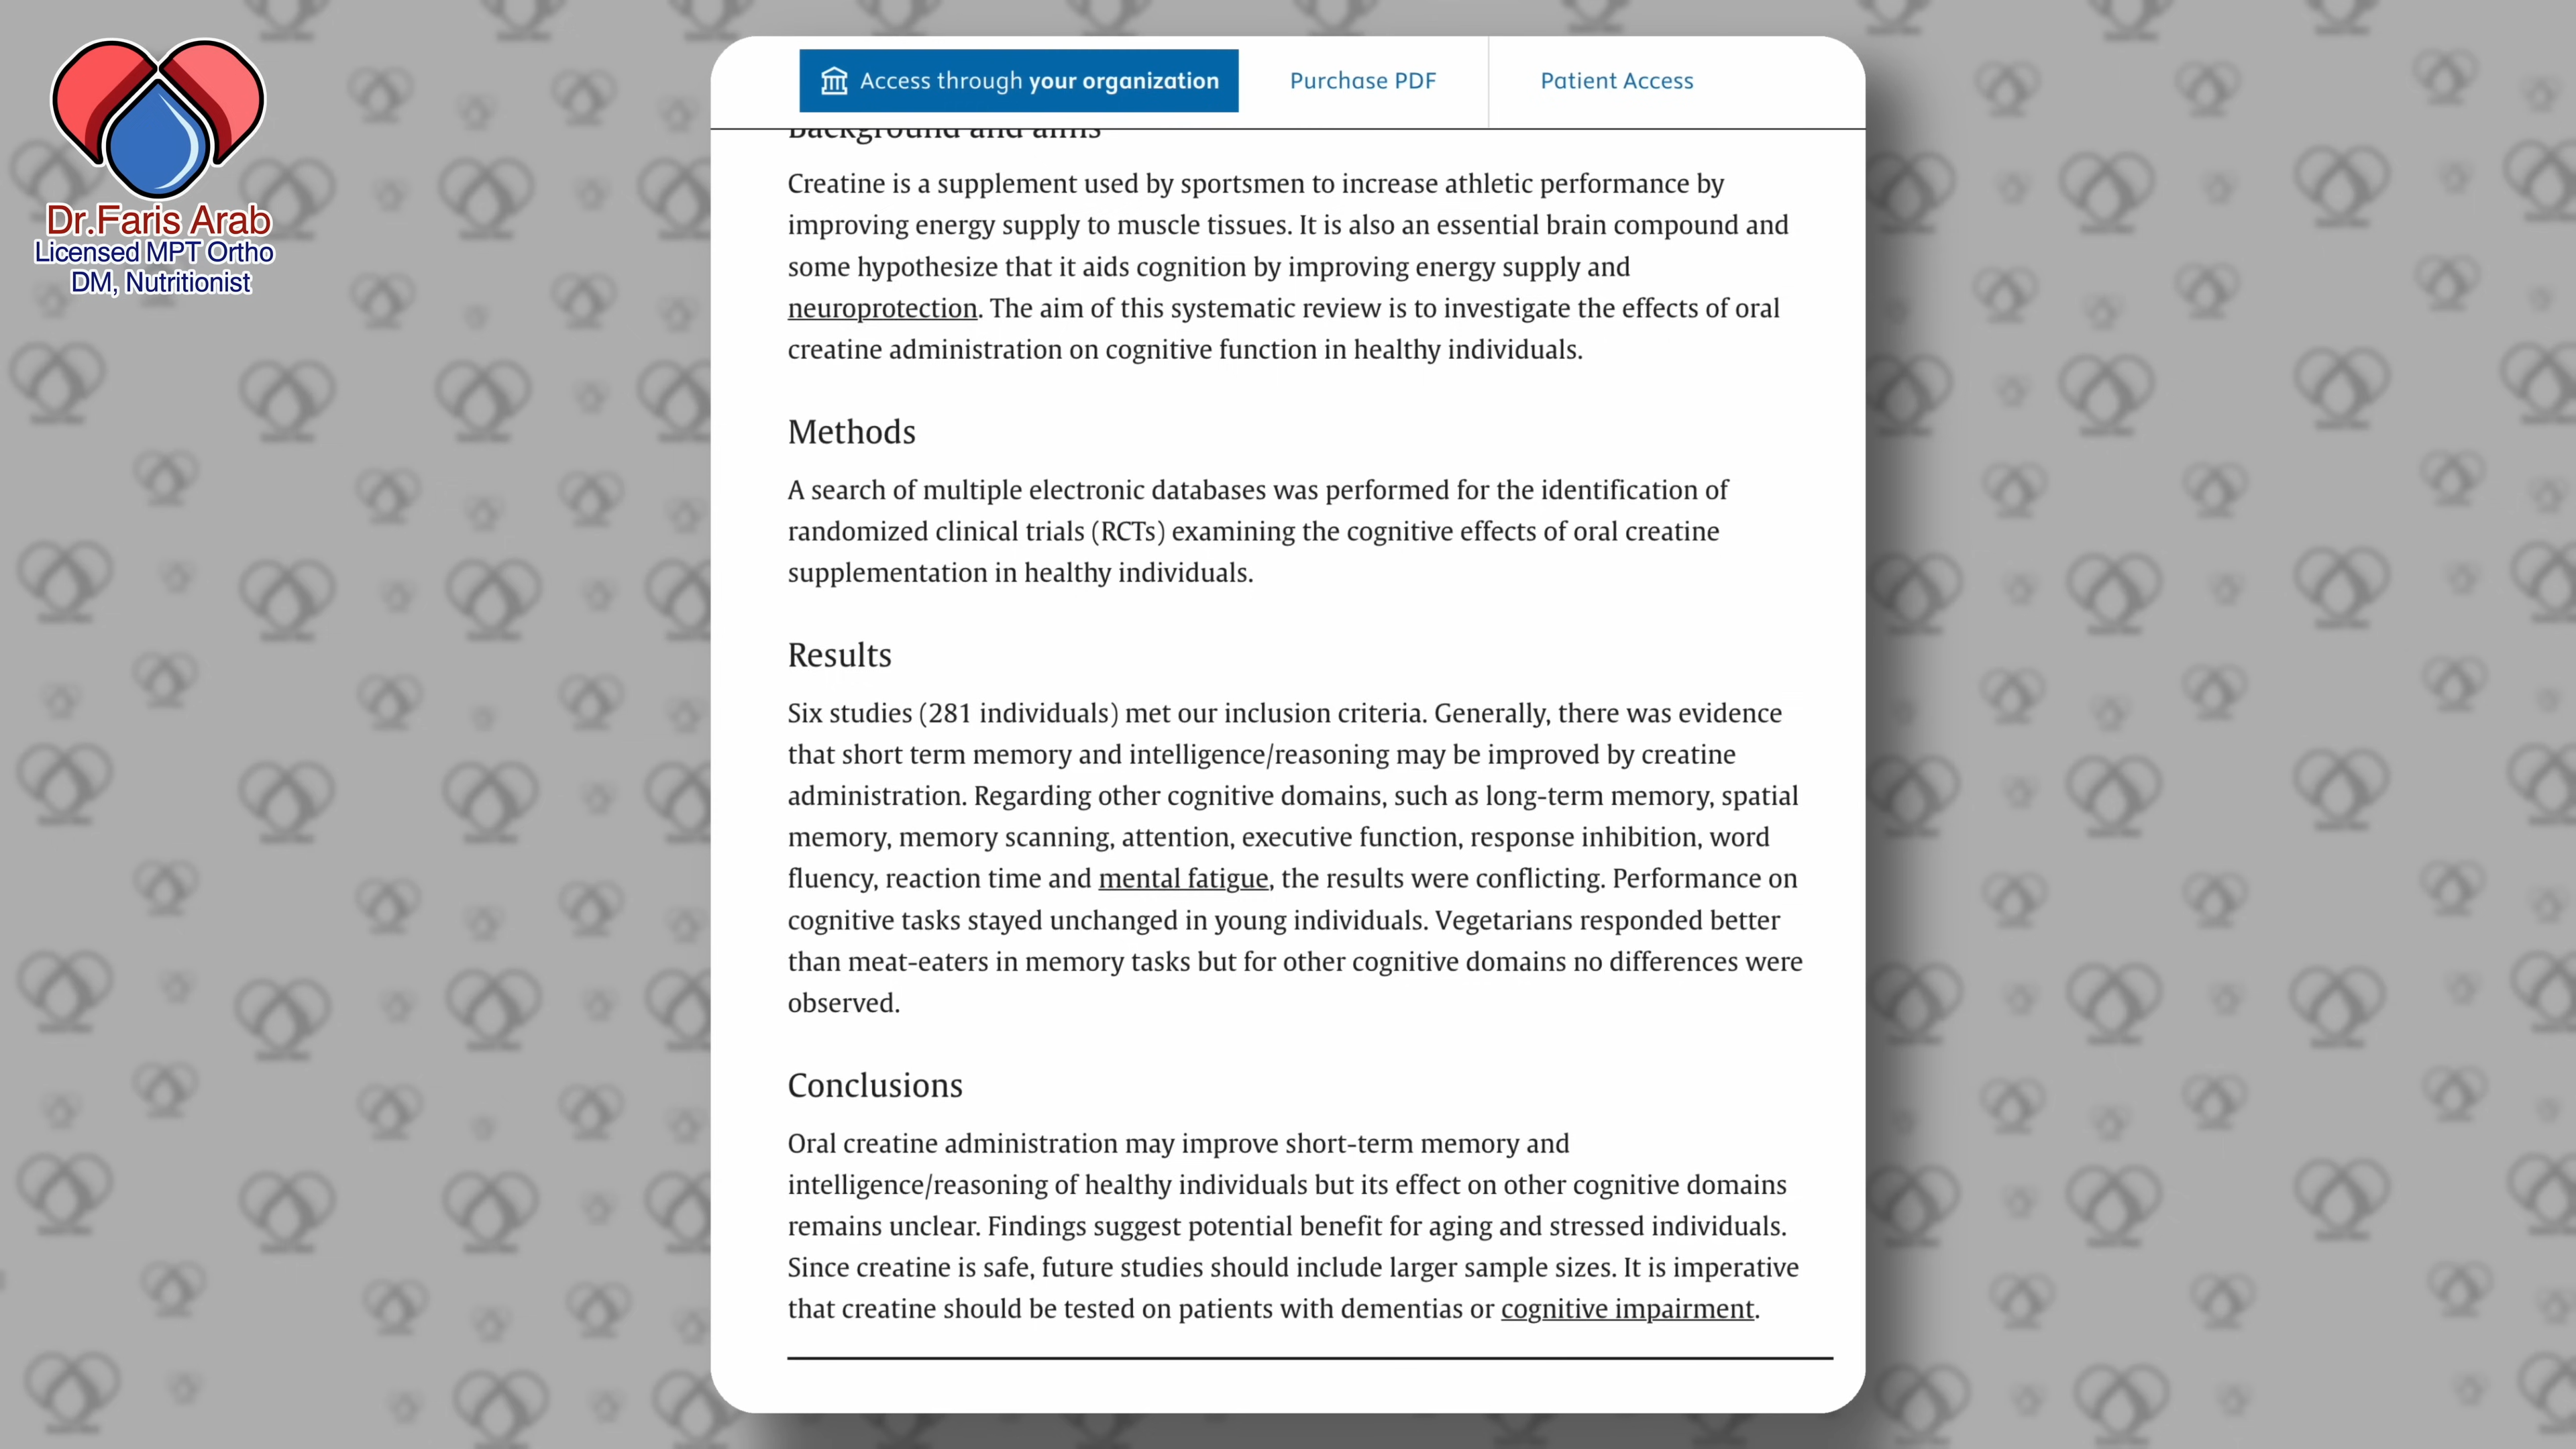 Dr.Faris Arab
Licensed MPT Ortho
DM, Nutritionist
Access through your organization
Purchase PDF
Patient Access
Background and aims
Creatine is a supplement used by sportsmen to increase athletic performance by
improving energy supply to muscle tissues. It is also an essential brain compound and
some hypothesize that it aids cognition by improving energy supply and
neuroprotection. The aim of this systematic review is to investigate the effects of oral
creatine administration on cognitive function in healthy individuals.
Methods
A search of multiple electronic databases was performed for the identification of
randomized clinical trials (RCTs) examining the cognitive effects of oral creatine
supplementation in healthy individuals.
Results
Six studies (281 individuals) met our inclusion criteria. Generally, there was evidence
that short term memory and intelligence/reasoning may be improved by creatine
administration. Regarding other cognitive domains, such as long-term memory, spatial
memory, memory scanning, attention, executive function, response inhibition, word
fluency, reaction time and mental fatigue, the results were conflicting. Performance on
cognitive tasks stayed unchanged in young individuals. Vegetarians responded better
than meat-eaters in memory tasks but for other cognitive domains no differences were
observed.
Conclusions
Oral creatine administration may improve short-term memory and
intelligence/reasoning of healthy individuals but its effect on other cognitive domains
remains unclear. Findings suggest potential benefit for aging and stressed individuals.
Since creatine is safe, future studies should include larger sample sizes. It is imperative
that creatine should be tested on patients with dementias or cognitive impairment.